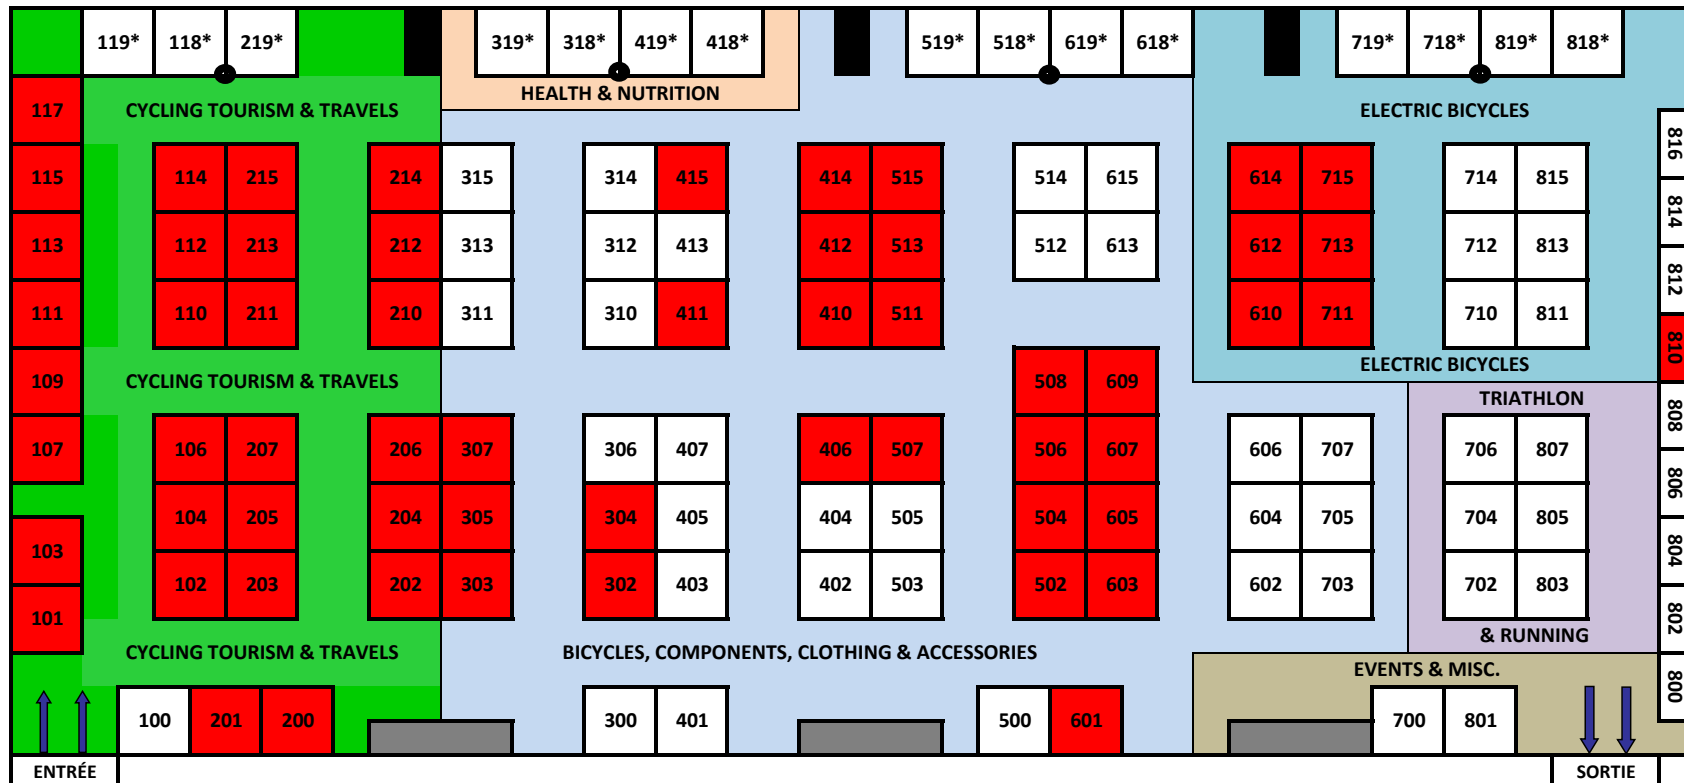 119* 118* 219* 319* 318* 419* 418* 519* 518* 619* 618* 719* 718* 819* 818*
HEALTH & NUTRITION
117 CYCLING TOURISM & TRAVELS ELECTRIC BICYCLES
816
115 114 215 214 315 314 415 414 515 514 615 614 715 714 815
814
113 112 213 212 313 312 413 412 513 512 613 612 713 712 813
812
111 110 211 210 311 310 411 410 511 610 711 710 811
810
ELECTRIC BICYCLES
109 CYCLING TOURISM & TRAVELS 508 609
TRIATHLON
808
107 106 207 206 307 306 407 406 507 506 607 606 707 706 807
806
104 205 204 305 304 405 404 505 504 605 604 705 704 805
103
804
102 203 202 303 302 403 402 503 502 603 602 703 702 803
101
802
& RUNNING
CYCLING TOURISM & TRAVELS BICYCLES, COMPONENTS, CLOTHING & ACCESSORIES
EVENTS & MISC.
800
100 201 200 300 401 500 601 700 801
ENTRÉE SORTIE